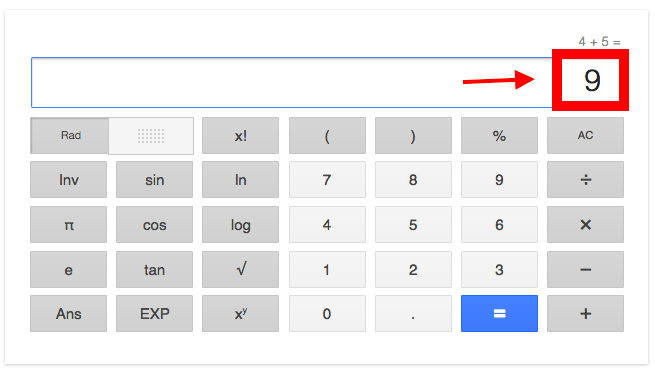 4 + 5 =
9
Rad x! ( ) % AC
Inv sin ln 7 8 9 ÷
π cos log 4 5 6 ×
e tan √ 1 2 3 −
Ans EXP xʸ 0 . = +